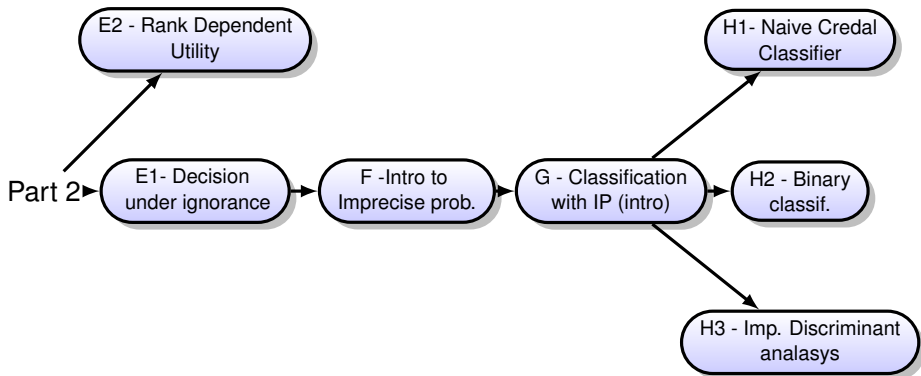 E2 - Rank Dependent
Utility
H1- Naive Credal
Classifier
Part 2
E1- Decision
under ignorance
F -Intro to
Imprecise prob.
G - Classification
with IP (intro)
H2 - Binary
classif.
H3 - Imp. Discriminant
analasys